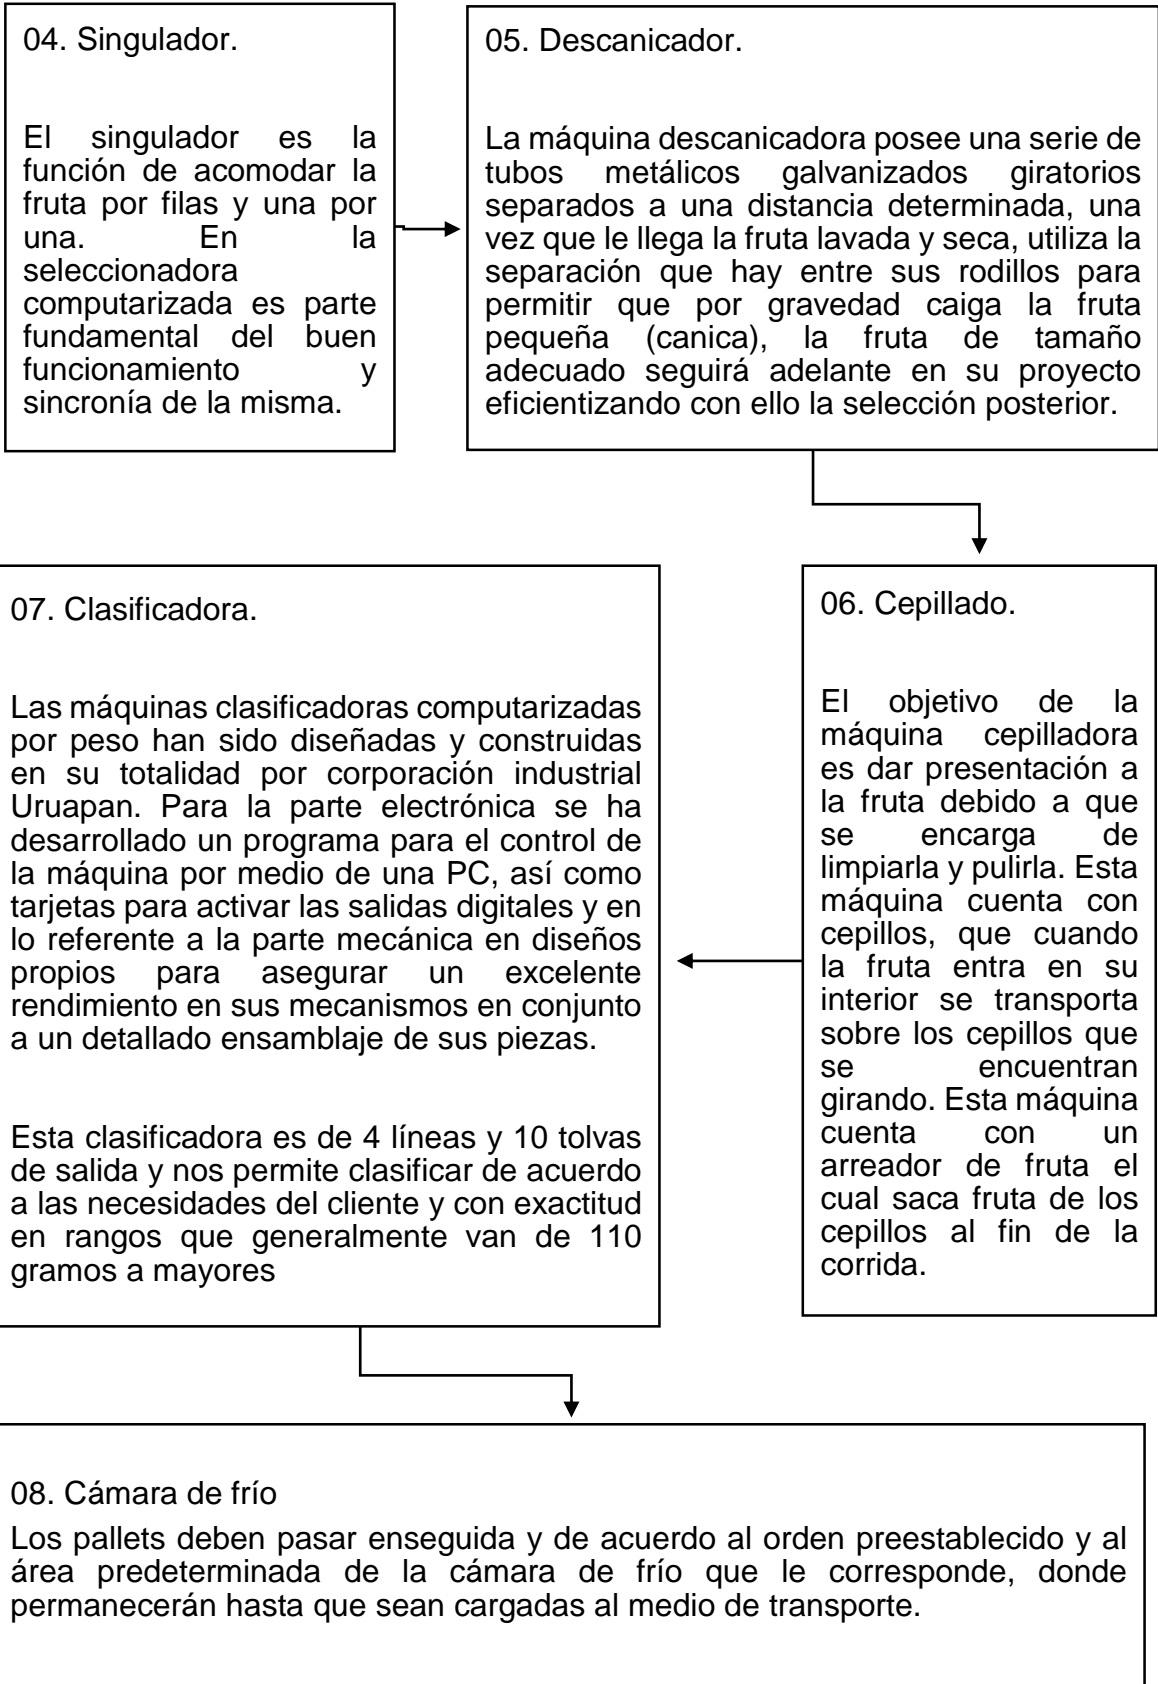 04. Singulador.
El singulador es la
función de acomodar la
fruta por filas y una por
una. En la
seleccionadora
computarizada es parte
fundamental del buen
funcionamiento y
sincronía de la misma.
05. Descanicador.
La máquina descanicadora posee una serie de
tubos metálicos galvanizados giratorios
separados a una distancia determinada, una
vez que le llega la fruta lavada y seca, utiliza la
separación que hay entre sus rodillos para
permitir que por gravedad caiga la fruta
pequeña (canica), la fruta de tamaño
adecuado seguirá adelante en su proyecto
eficientizando con ello la selección posterior.
06. Cepillado.
El objetivo de la
máquina cepilladora
es dar presentación a
la fruta debido a que
se encarga de
limpiarla y pulirla. Esta
máquina cuenta con
cepillos, que cuando
la fruta entra en su
interior se transporta
sobre los cepillos que
se encuentran
girando. Esta máquina
cuenta con un
arreador de fruta el
cual saca fruta de los
cepillos al fin de la
corrida.
07. Clasificadora.
Las máquinas clasificadoras computarizadas
por peso han sido diseñadas y construidas
en su totalidad por corporación industrial
Uruapan. Para la parte electrónica se ha
desarrollado un programa para el control de
la máquina por medio de una PC, así como
tarjetas para activar las salidas digitales y en
lo referente a la parte mecánica en diseños
propios para asegurar un excelente
rendimiento en sus mecanismos en conjunto
a un detallado ensamblaje de sus piezas.
Esta clasificadora es de 4 líneas y 10 tolvas
de salida y nos permite clasificar de acuerdo
a las necesidades del cliente y con exactitud
en rangos que generalmente van de 110
gramos a mayores
08. Cámara de frío
Los pallets deben pasar enseguida y de acuerdo al orden preestablecido y al
área predeterminada de la cámara de frío que le corresponde, donde
permanecerán hasta que sean cargadas al medio de transporte.